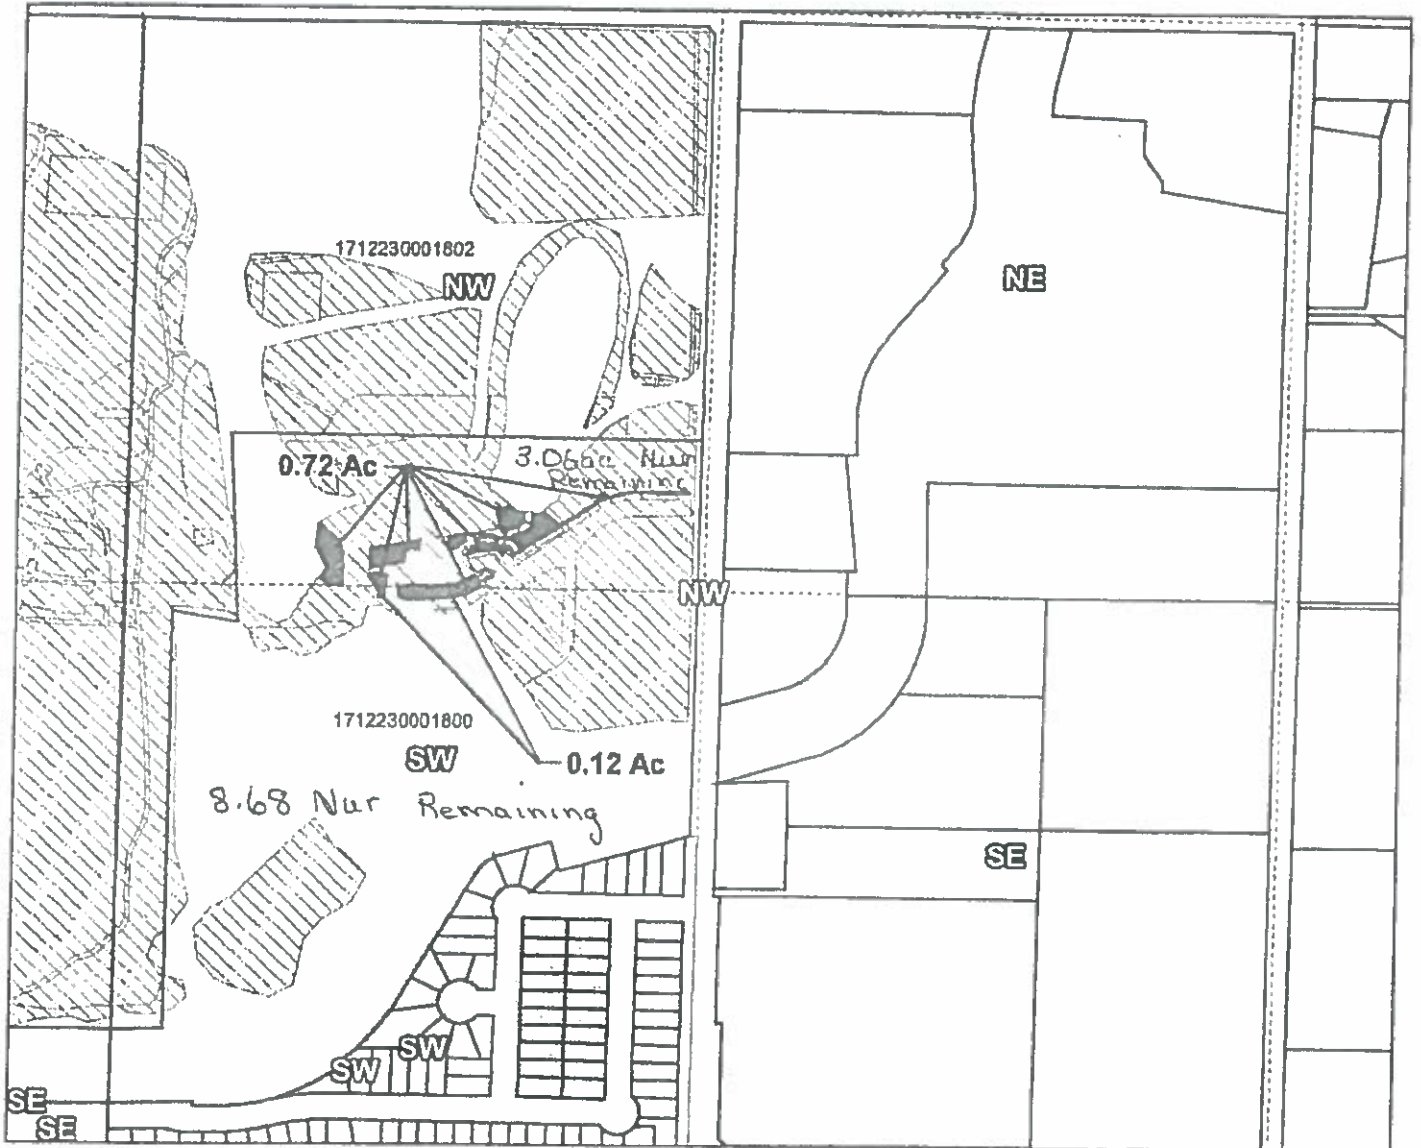 1712230001802
NW
NE
0.72 Ac
3.06ac Nur
Remaining
NW
1712230001800
SW
0.12 Ac
8.68 Nur Remaining
SE
SW
SW
SE
SE